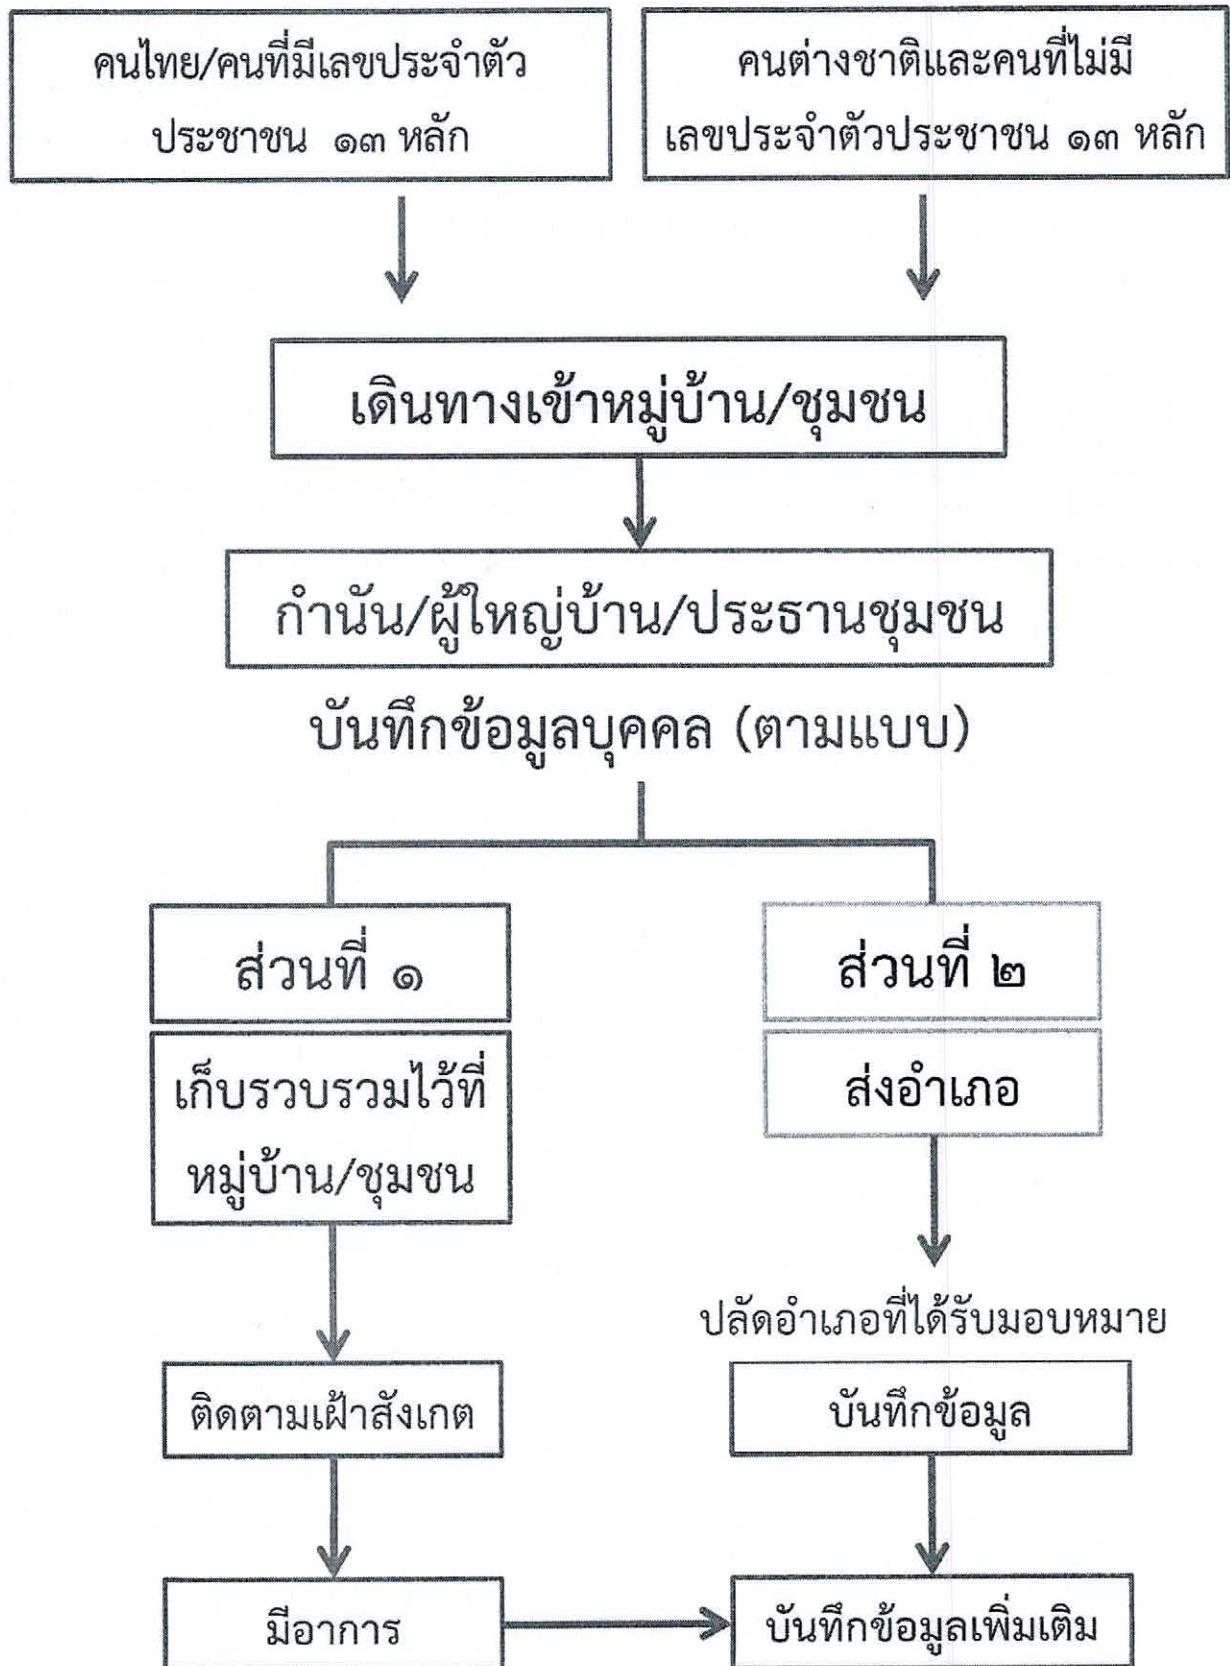 คนไทย/คนที่มีเลขประจำตัว
ประชาชน ๑๓ หลัก
คนต่างชาติและคนที่ไม่มี
เลขประจำตัวประชาชน ๑๓ หลัก
เดินทางเข้าหมู่บ้าน/ชุมชน
กำนัน/ผู้ใหญ่บ้าน/ประธานชุมชน
บันทึกข้อมูลบุคคล (ตามแบบ)
ส่วนที่ ๑
เก็บรวบรวมไว้ที่
หมู่บ้าน/ชุมชน
ติดตามเฝ้าสังเกต
มีอาการ
ส่วนที่ ๒
ส่งอำเภอ
ปลัดอำเภอที่ได้รับมอบหมาย
บันทึกข้อมูล
บันทึกข้อมูลเพิ่มเติม